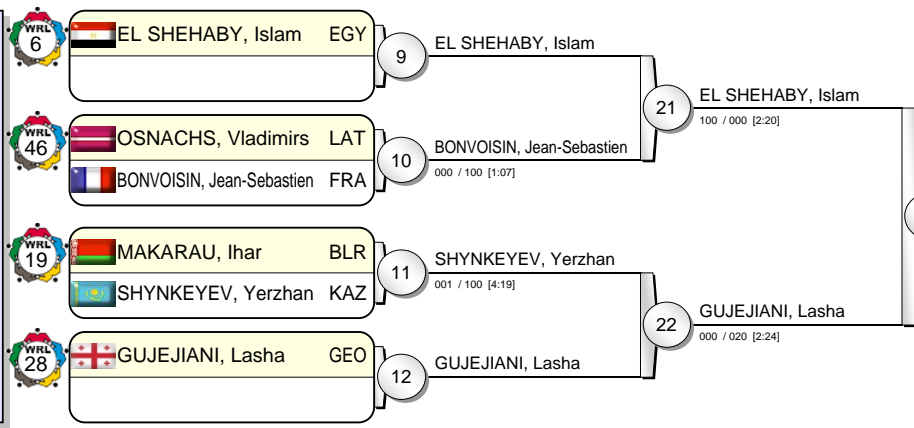 WRL
6
EL SHEHABY, Islam EGY
9
EL SHEHABY, Islam
21
EL SHEHABY, Islam
100 / 000 [2:20]
WRL
46
OSNACHS, Vladimirs LAT
BONVOISIN, Jean-Sebastien FRA
10
BONVOISIN, Jean-Sebastien
000 / 100 [1:07]
WRL
19
MAKARAU, Ihar BLR
SHYNKEYEV, Yerzhan KAZ
11
SHYNKEYEV, Yerzhan
001 / 100 [4:19]
22
GUJEJIANI, Lasha
000 / 020 [2:24]
WRL
28
GUJEJIANI, Lasha GEO
12
GUJEJIANI, Lasha